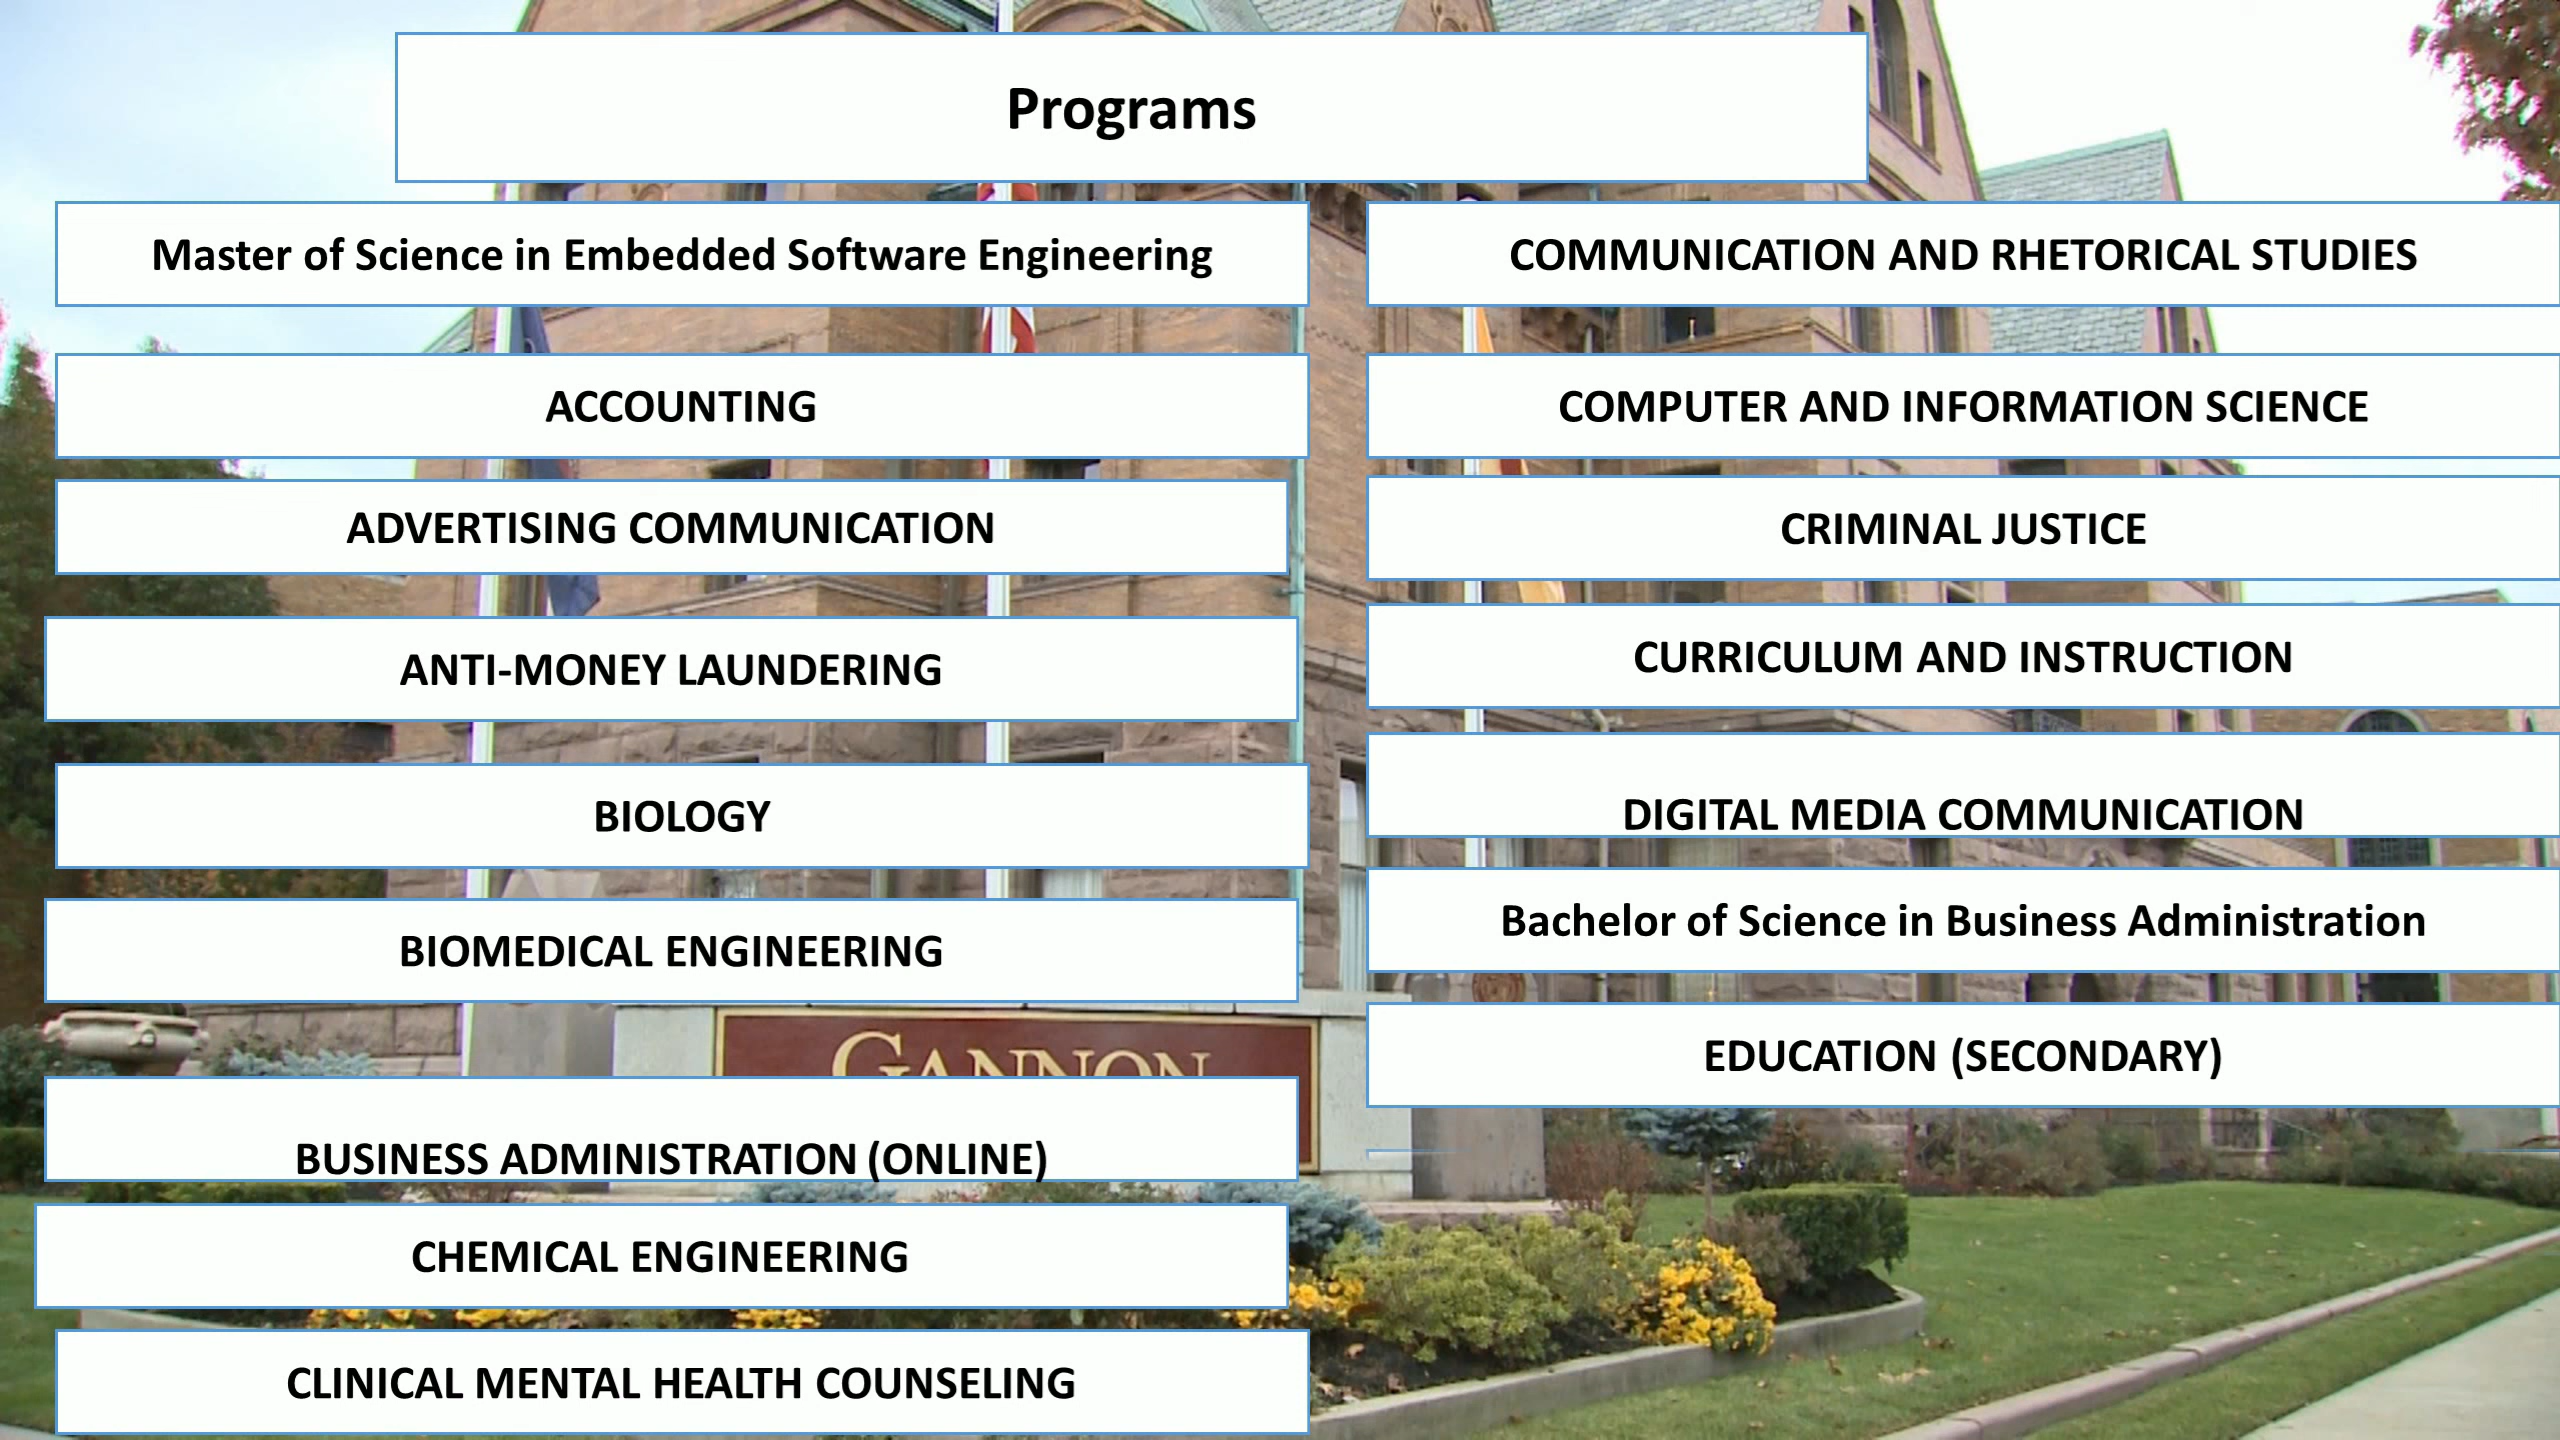 Programs
Master of Science in Embedded Software Engineering
ACCOUNTING
ADVERTISING COMMUNICATION
ANTI-MONEY LAUNDERING
BIOLOGY
BIOMEDICAL ENGINEERING
GANNON
BUSINESS ADMINISTRATION (ONLINE)
CHEMICAL ENGINEERING
CLINICAL MENTAL HEALTH COUNSELING
COMMUNICATION AND RHETORICAL STUDIES
COMPUTER AND INFORMATION SCIENCE
CRIMINAL JUSTICE
CURRICULUM AND INSTRUCTION
DIGITAL MEDIA COMMUNICATION
Bachelor of Science in Business Administration
EDUCATION (SECONDARY)